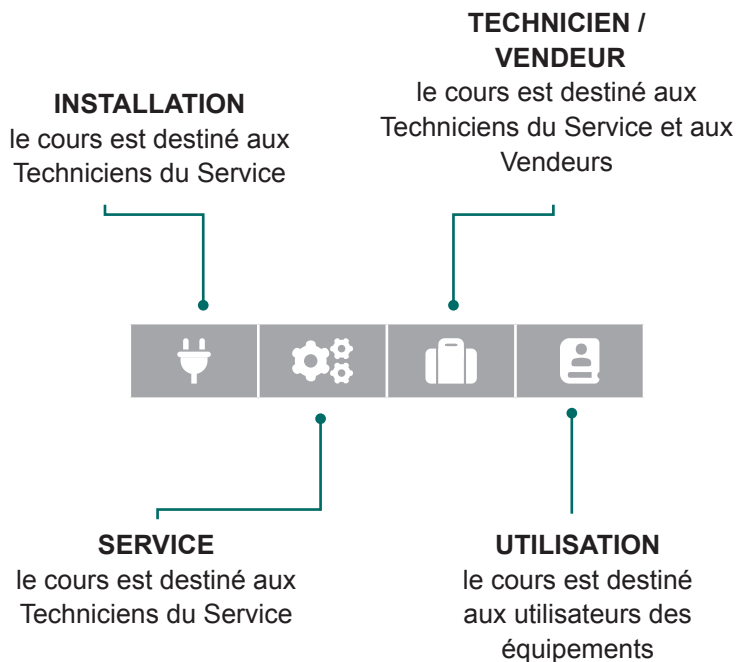 TECHNICIEN /
VENDEUR
le cours est destiné aux
Techniciens du Service et aux
Vendeurs
INSTALLATION
le cours est destiné aux
Techniciens du Service
SERVICE
le cours est destiné aux
Techniciens du Service
UTILISATION
le cours est destiné
aux utilisateurs des
équipements